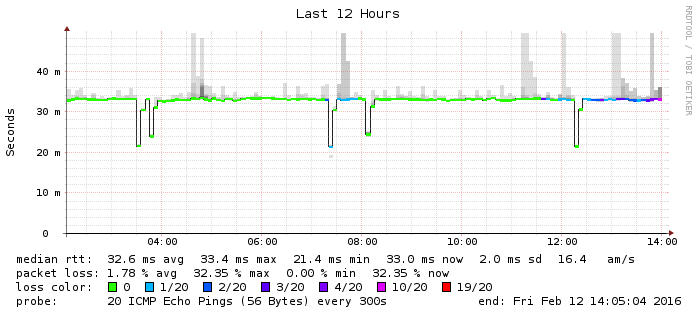 Last 12 Hours
RRDTOOL / TOBI OETIKER
Seconds
40 m
30 m
20 m
10 m
0
04:00 06:00 08:00 10:00 12:00 14:00
median rtt: 32.6 ms avg 33.4 ms max 21.4 ms min 33.0 ms now 2.0 ms sd 16.4 am/s
packet loss: 1.78 % avg 32.35 % max 0.00 % min 32.35 % now
loss color: 0 1/20 2/20 3/20 4/20 10/20 19/20
probe: 20 ICMP Echo Pings (56 Bytes) every 300s end: Fri Feb 12 14:05:04 2016